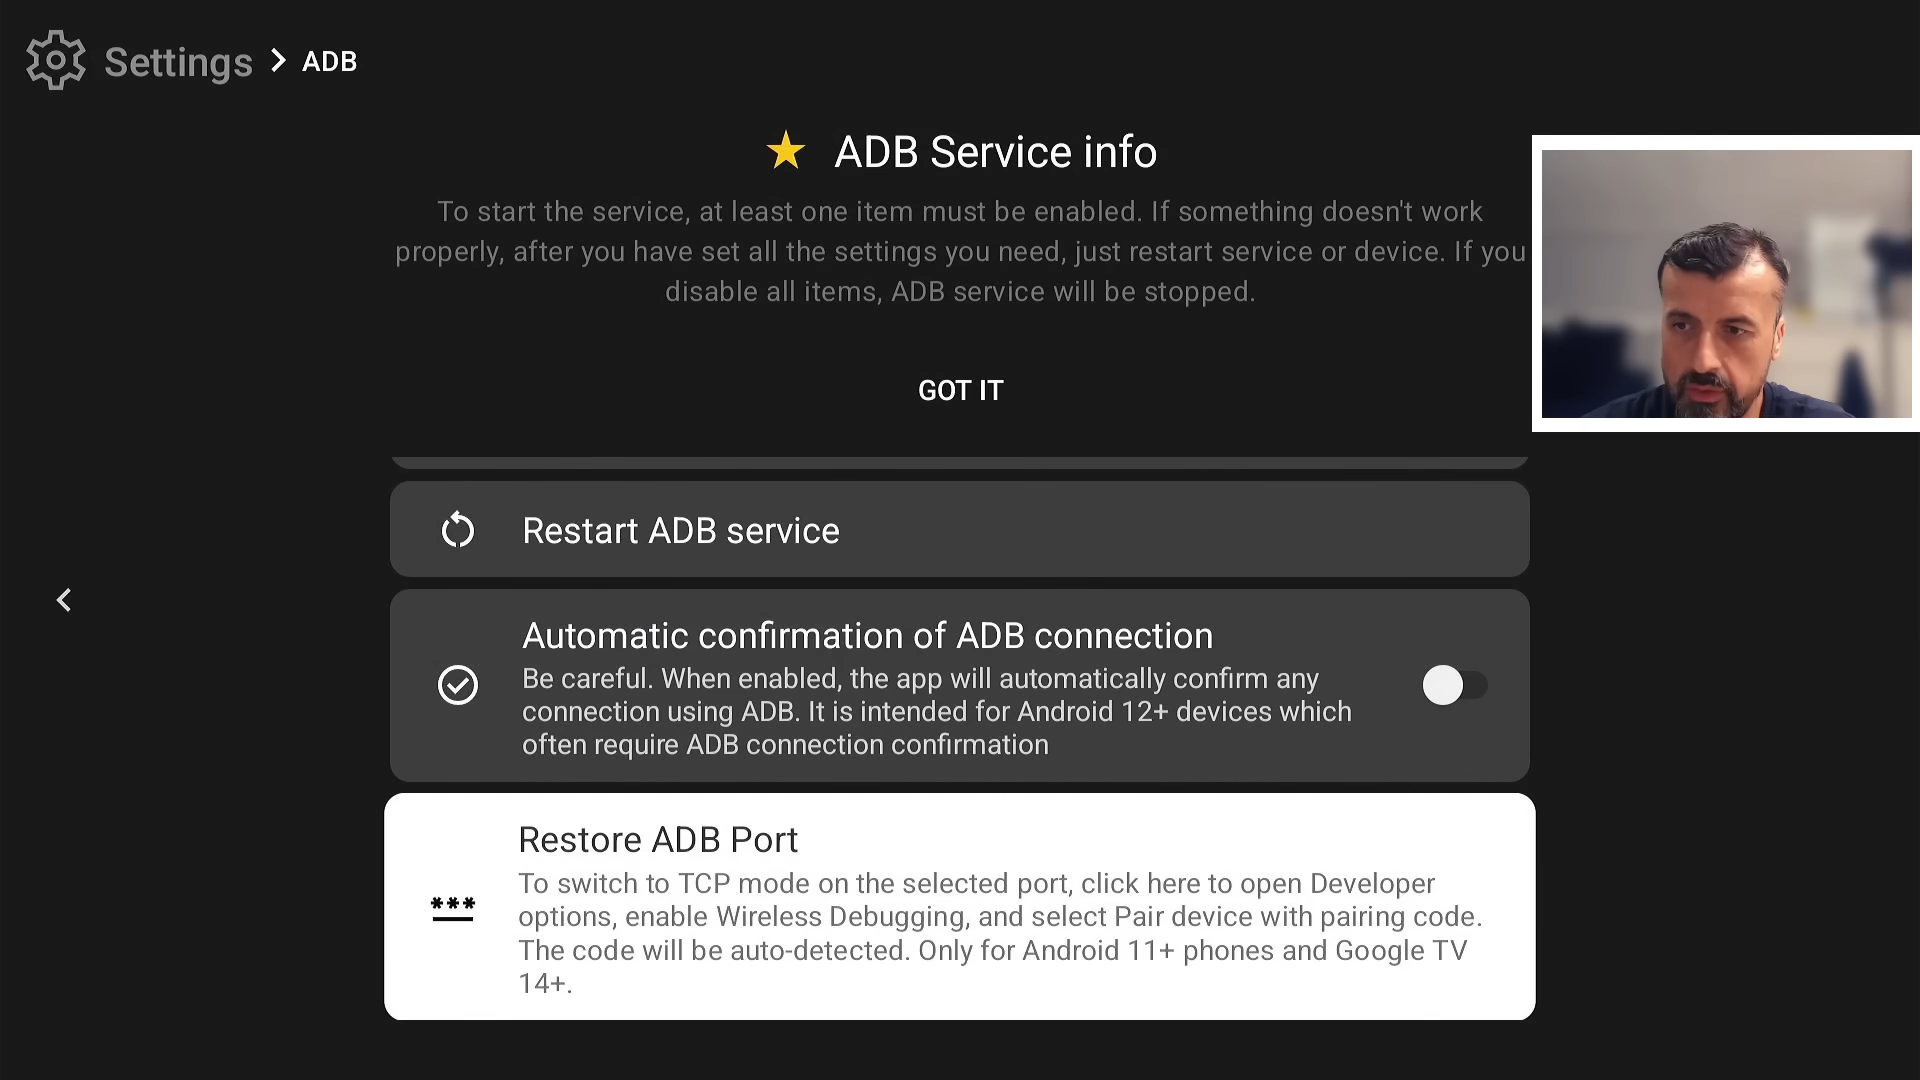 Settings > ADB
ADB Service info
To start the service, at least one item must be enabled. If something doesn't work
properly, after you have set all the settings you need, just restart service or device. If you
disable all items, ADB service will be stopped.
GOT IT
Restart ADB service
Automatic confirmation of ADB connection
Be careful. When enabled, the app will automatically confirm any
connection using ADB. It is intended for Android 12+ devices which
often require ADB connection confirmation
Restore ADB Port
To switch to TCP mode on the selected port, click here to open Developer
options, enable Wireless Debugging, and select Pair device with pairing code.
The code will be auto-detected. Only for Android 11+ phones and Google TV
14+.